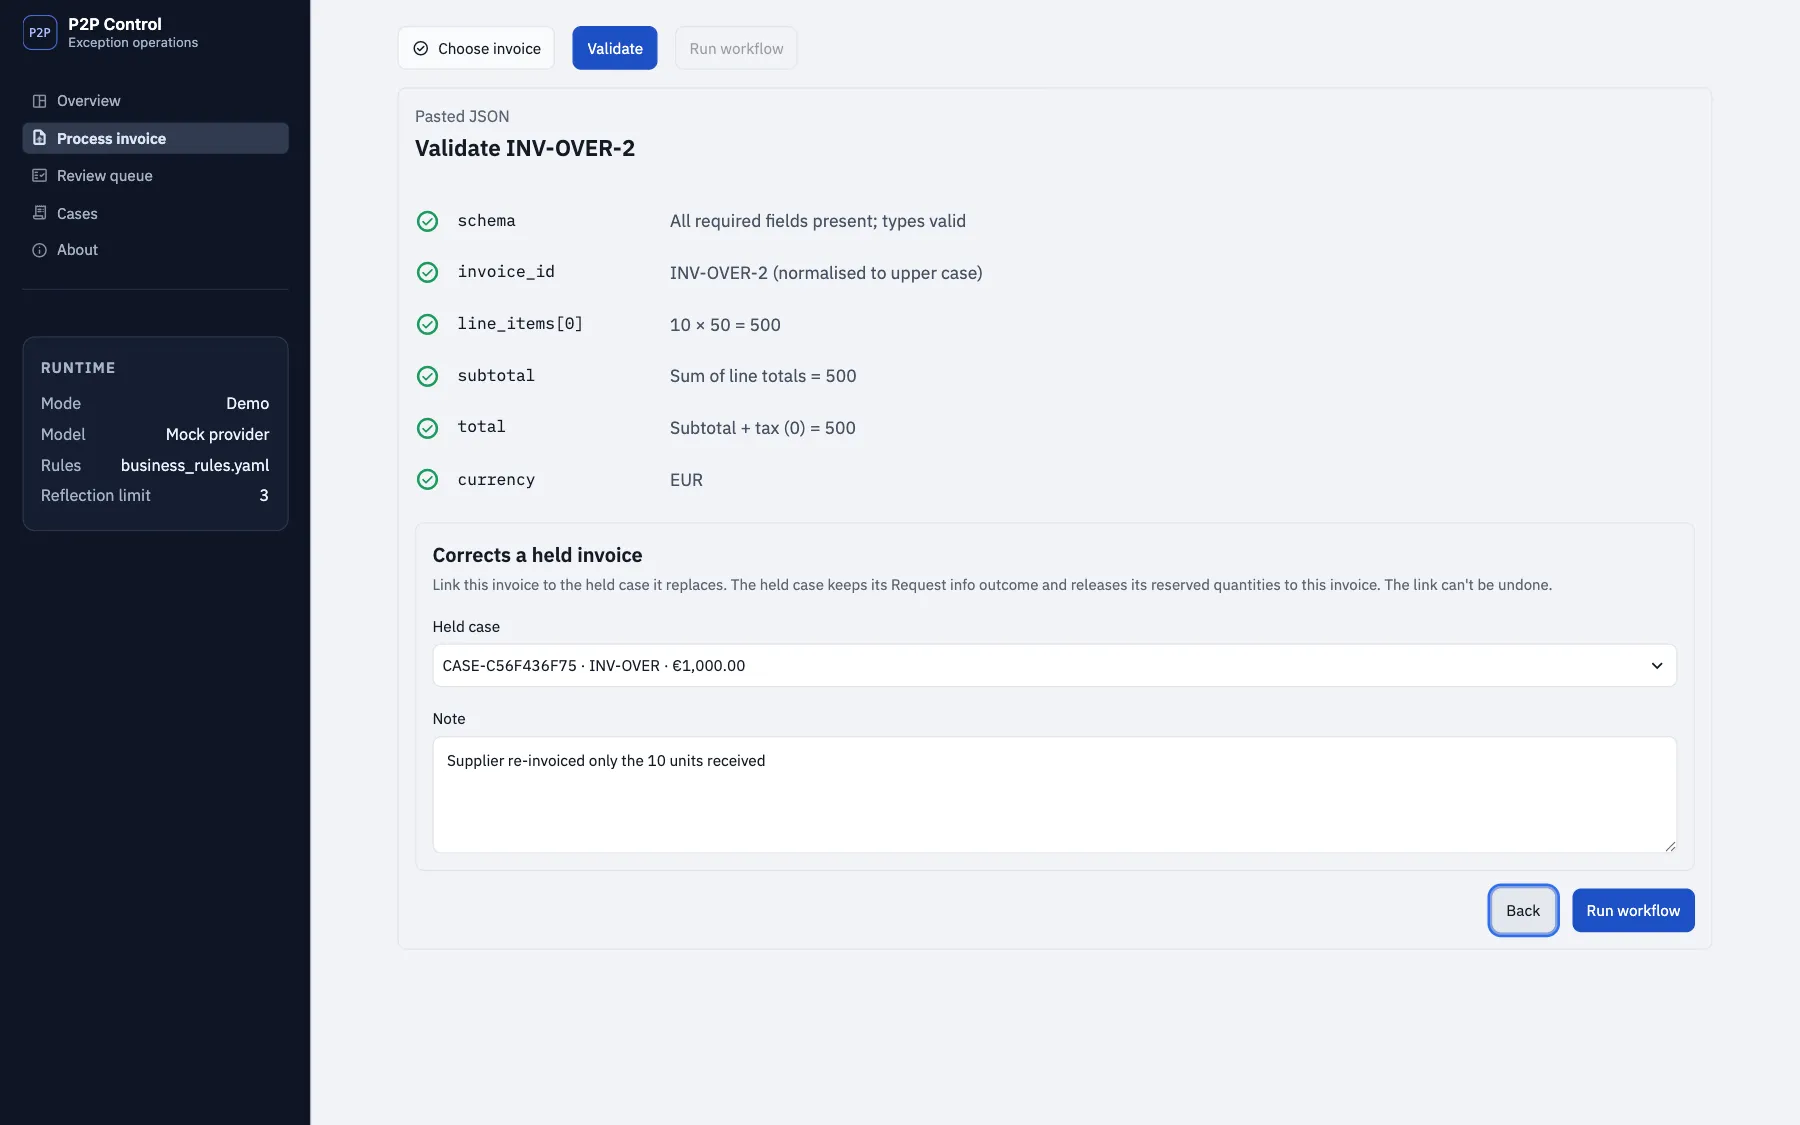 P2P
P2P Control
Exception operations
Overview
Process invoice
Review queue
Cases
About
RUNTIME
Mode Demo
Model Mock provider
Rules business_rules.yaml
Reflection limit 3
Choose invoice
Validate
Run workflow
Pasted JSON
Validate INV-OVER-2
schema All required fields present; types valid
invoice_id INV-OVER-2 (normalised to upper case)
line_items[0] 10 × 50 = 500
subtotal Sum of line totals = 500
total Subtotal + tax (0) = 500
currency EUR
Corrects a held invoice
Link this invoice to the held case it replaces. The held case keeps its Request info outcome and releases its reserved quantities to this invoice. The link can't be undone.
Held case
CASE-C56F436F75 · INV-OVER · €1,000.00
Note
Supplier re-invoiced only the 10 units received
Back
Run workflow